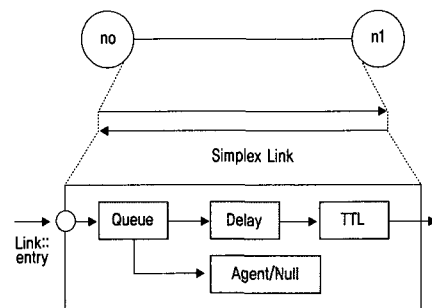 no
n1
Simplex Link
Queue
Delay
TTL
Link::
entry
Agent/Null